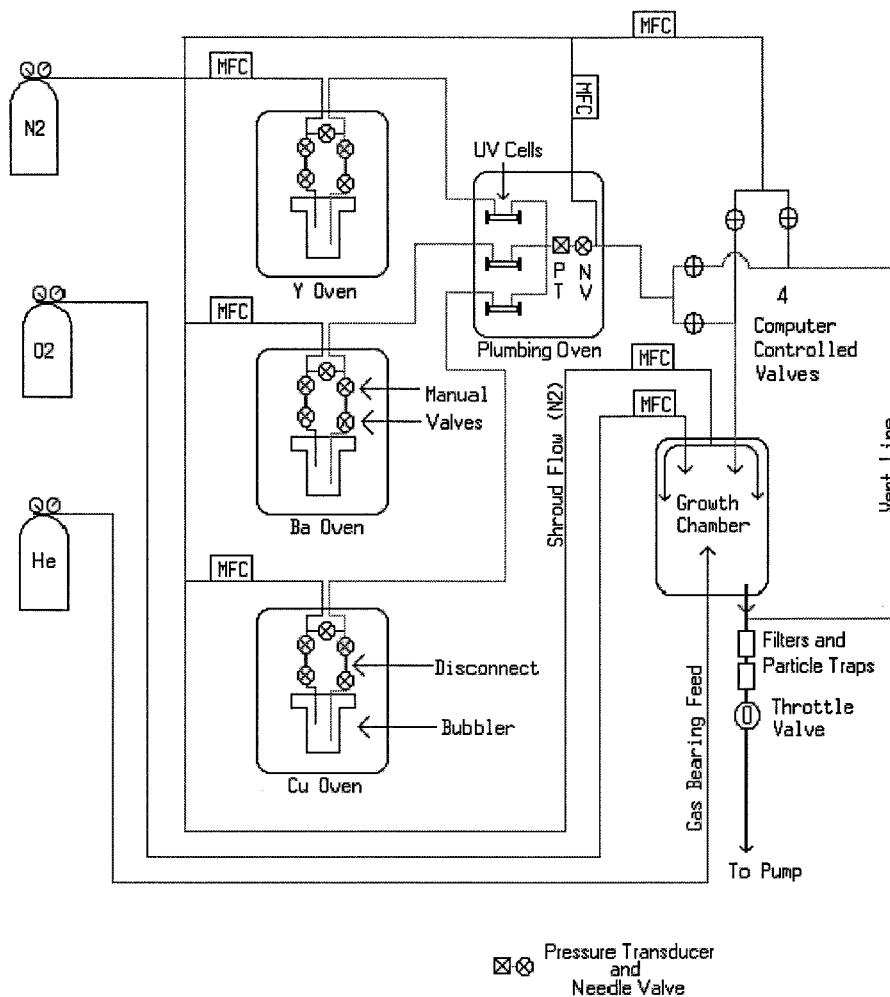 MFC
MFC
MFC
N2
UV Cells
Y Oven
P
T
N
V
4
Computer
Controlled
Valves
Plumbing Oven
MFC
O2
MFC
MFC
Manual
Valves
Shroud Flow (N2)
Vent Line
Growth
Chamber
Ba Oven
He
MFC
Disconnect
Filters and
Particle Traps
Bubbler
Throttle
Valve
Cu Oven
Gas Bearing Feed
To Pump
Pressure Transducer
and
Needle Valve